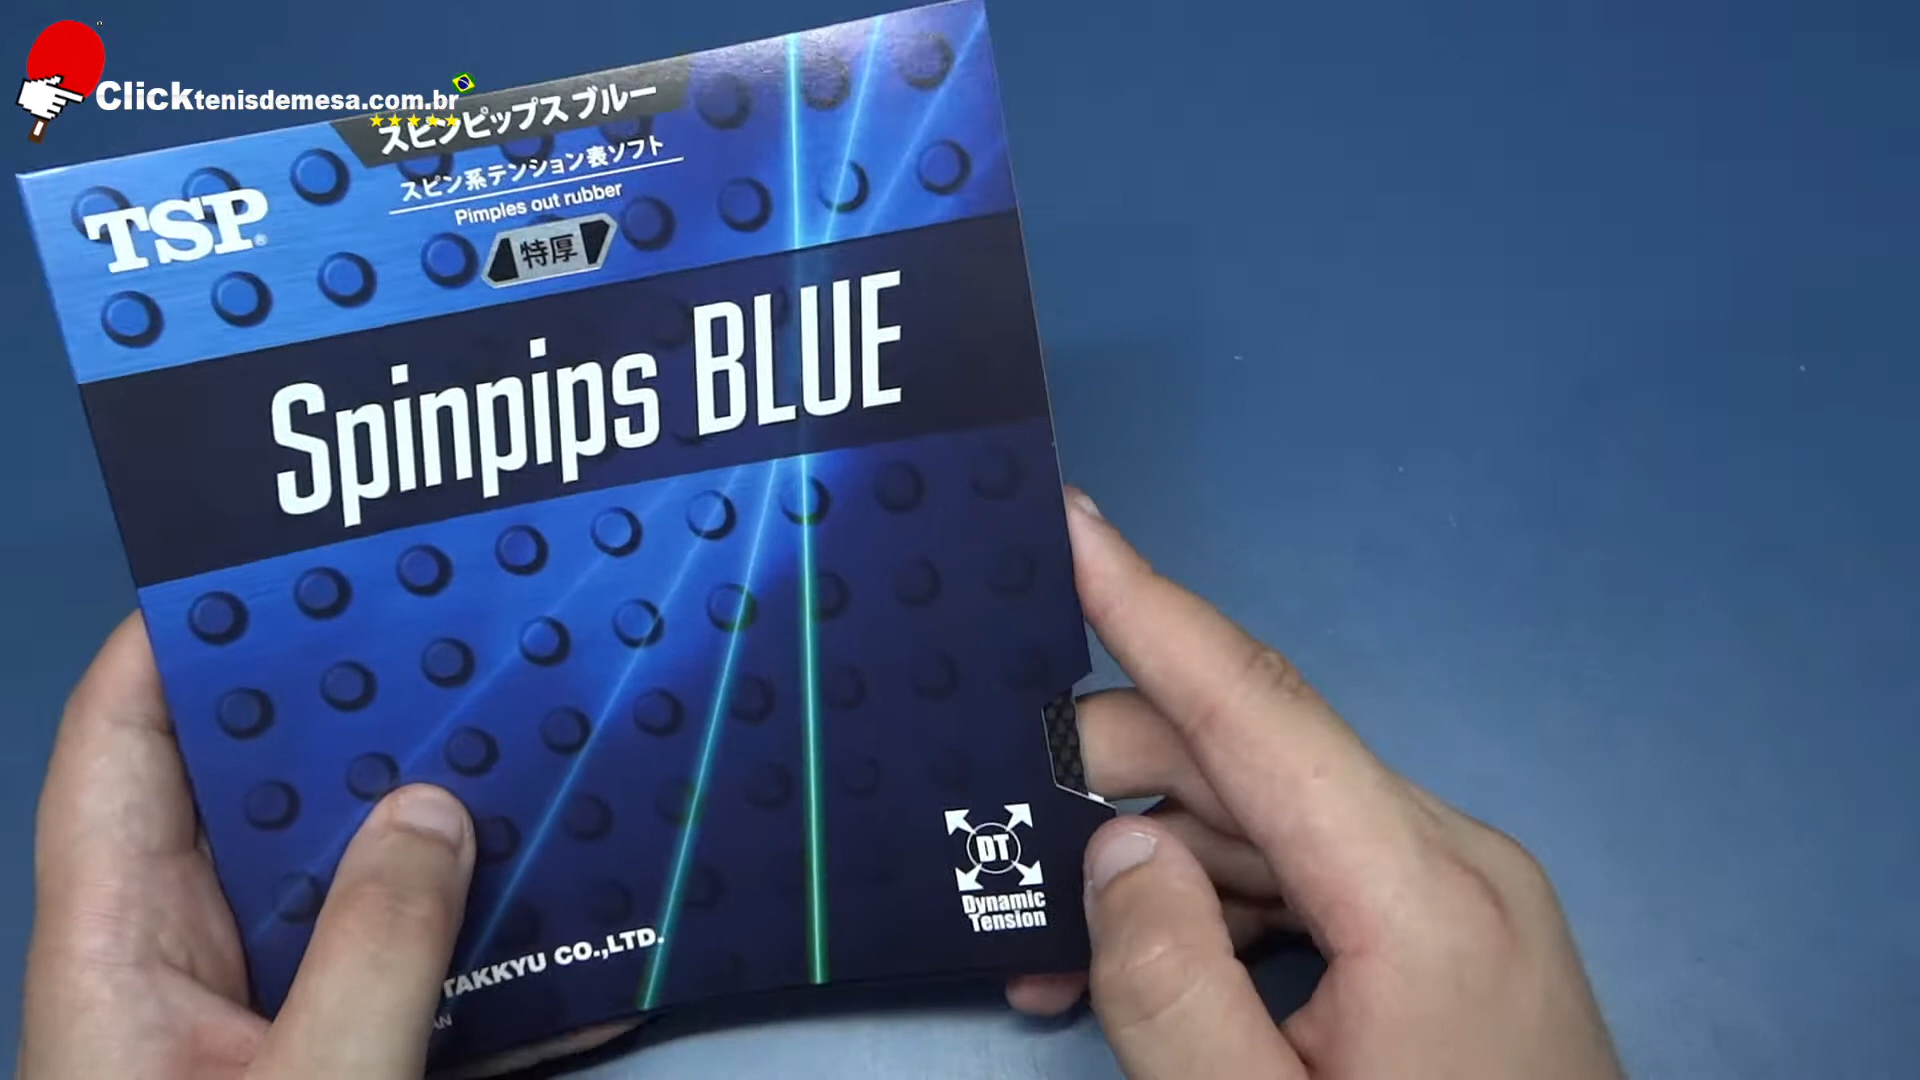 Clicktenisdemesa.com.br
スピンピップス ブルー
スピン系テンション表ソフト
Pimples out rubber
TSP®
特厚
Spinpips BLUE
DT
Dynamic
Tension
TAKKYU CO.,LTD.